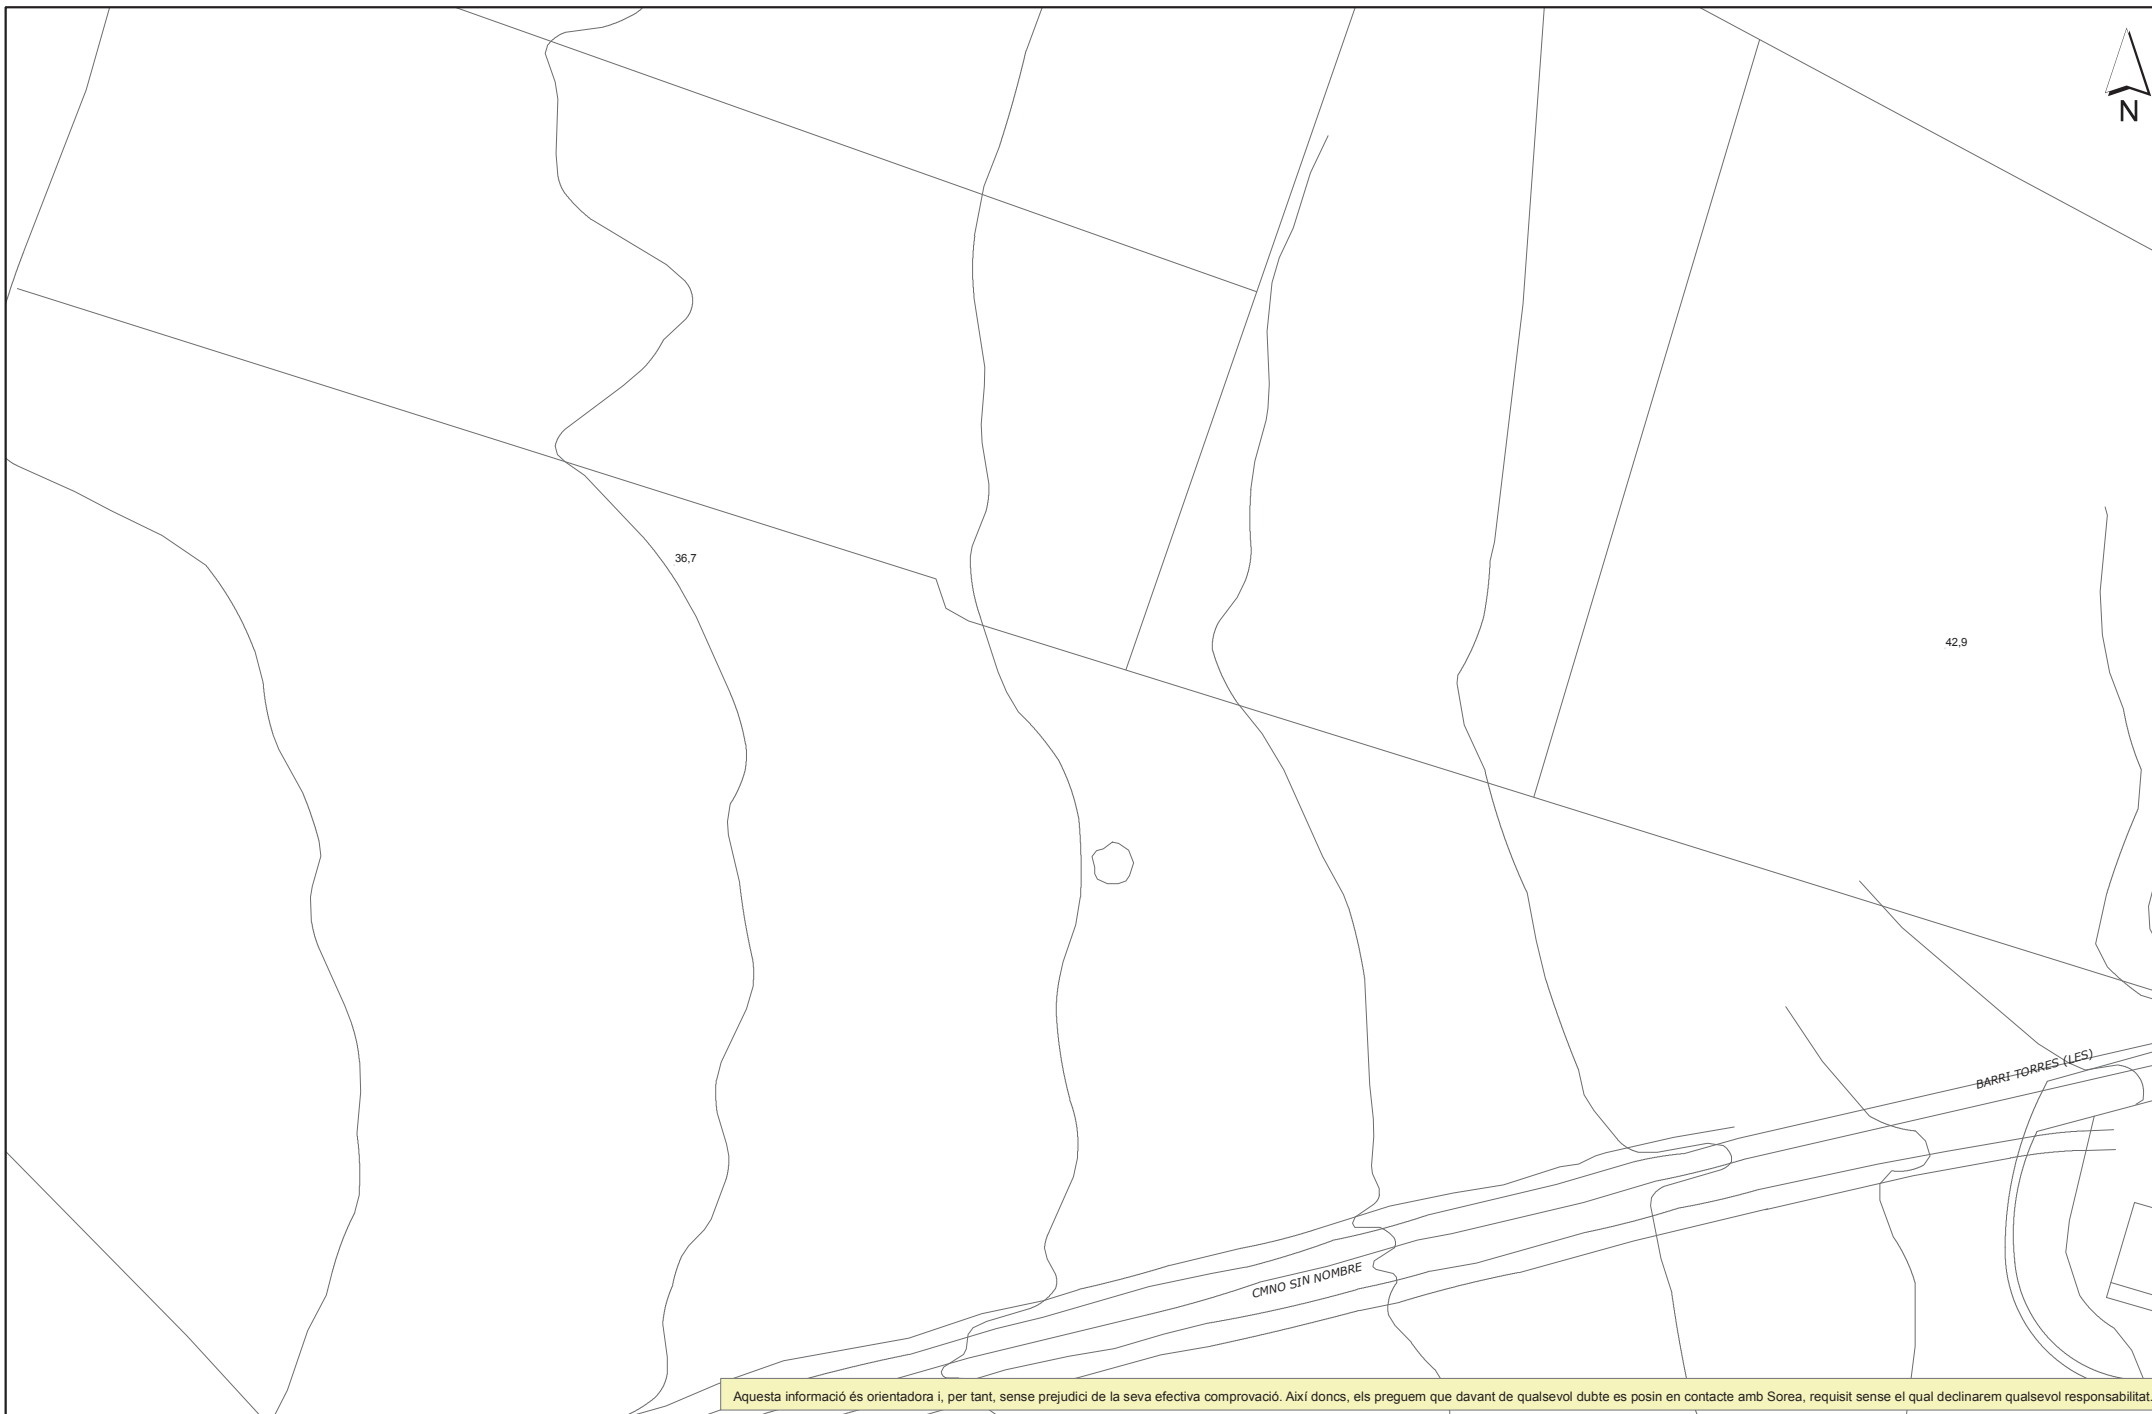 N
36,7
42,9
BARRI TORRES (LES)
CMNO SIN NOMBRE
Aquesta informació és orientadora i, per tant, sense prejudici de la seva efectiva comprovació. Així doncs, els preguem que davant de qualsevol dubte es posin en contacte amb Sorea, requisit sense el qual declinarem qualsevol responsabilitat.